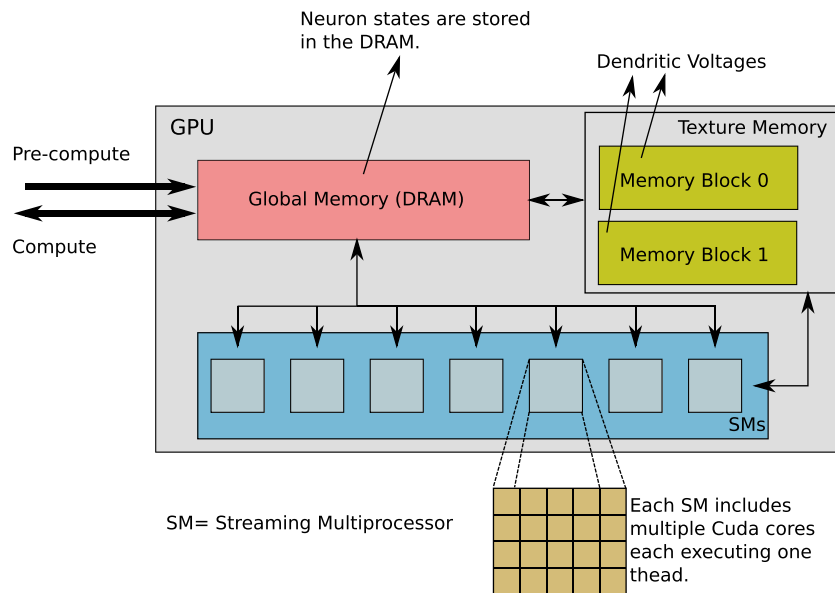 Neuron states are stored
in the DRAM.
Dendritic Voltages
GPU
Texture Memory
Pre-compute
Memory Block 0
Global Memory (DRAM)
Compute
Memory Block 1
SMs
SM= Streaming Multiprocessor
Each SM includes
multiple Cuda cores
each executing one
thead.